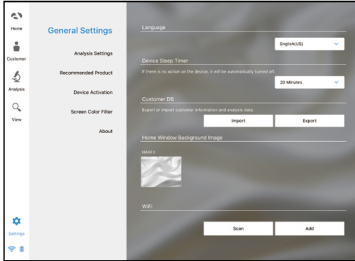 Home
Customer
Analysis
View
Settings
General Settings
Analysis Settings
Recommended Product
Device Activation
Screen Color Filter
About
Language
English(US)
Device Sleep Timer
If there is no action on the device, it will be automatically turned off.
20 Minutes
Customer DB
Export or import customer information and analysis data.
Import
Export
Home Window Background Image
WiFi
Scan
Add